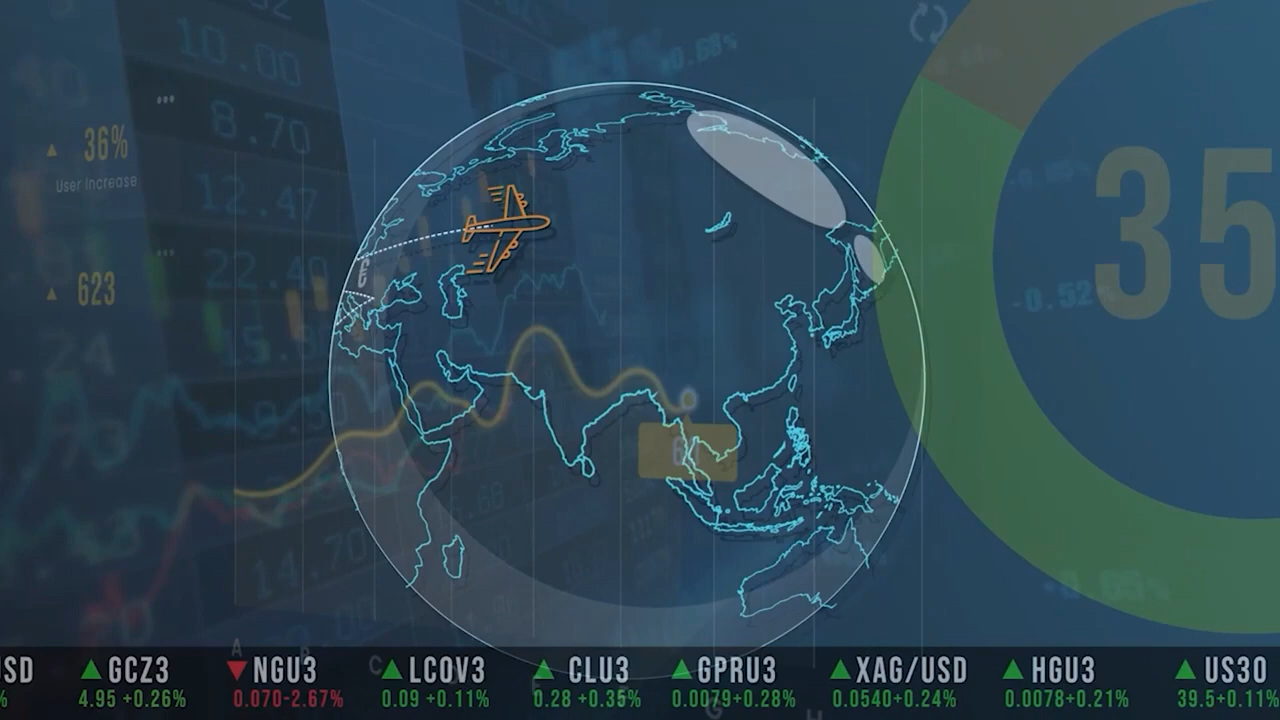 10.00
8.70
36%
User Increase
12.47
22.40
623
24
-0.52
35
14.70
A
C
SD GCZ3 NGU3 LCOV3 CLU3 GPRU3 XAG/USD HGU3 US30
% 4.95 +0.26% 0.070-2.67% 0.09 +0.11% 0.28 +0.35% 0.0079+0.28% 0.0540+0.24% 0.0078+0.21% 39.5+0.11%
G
H